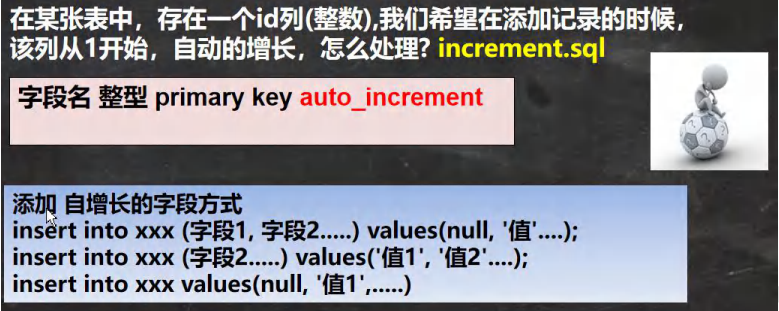 在某张表中，存在一个id列(整数),我们希望在添加记录的时候，
该列从1开始，自动的增长，怎么处理? increment.sql
字段名 整型 primary key auto_increment
添加 自增长的字段方式
insert into xxx (字段1, 字段2.....) values(null, '值'....);
insert into xxx (字段2.....) values('值1', '值2'....);
insert into xxx values(null, '值1',.....)